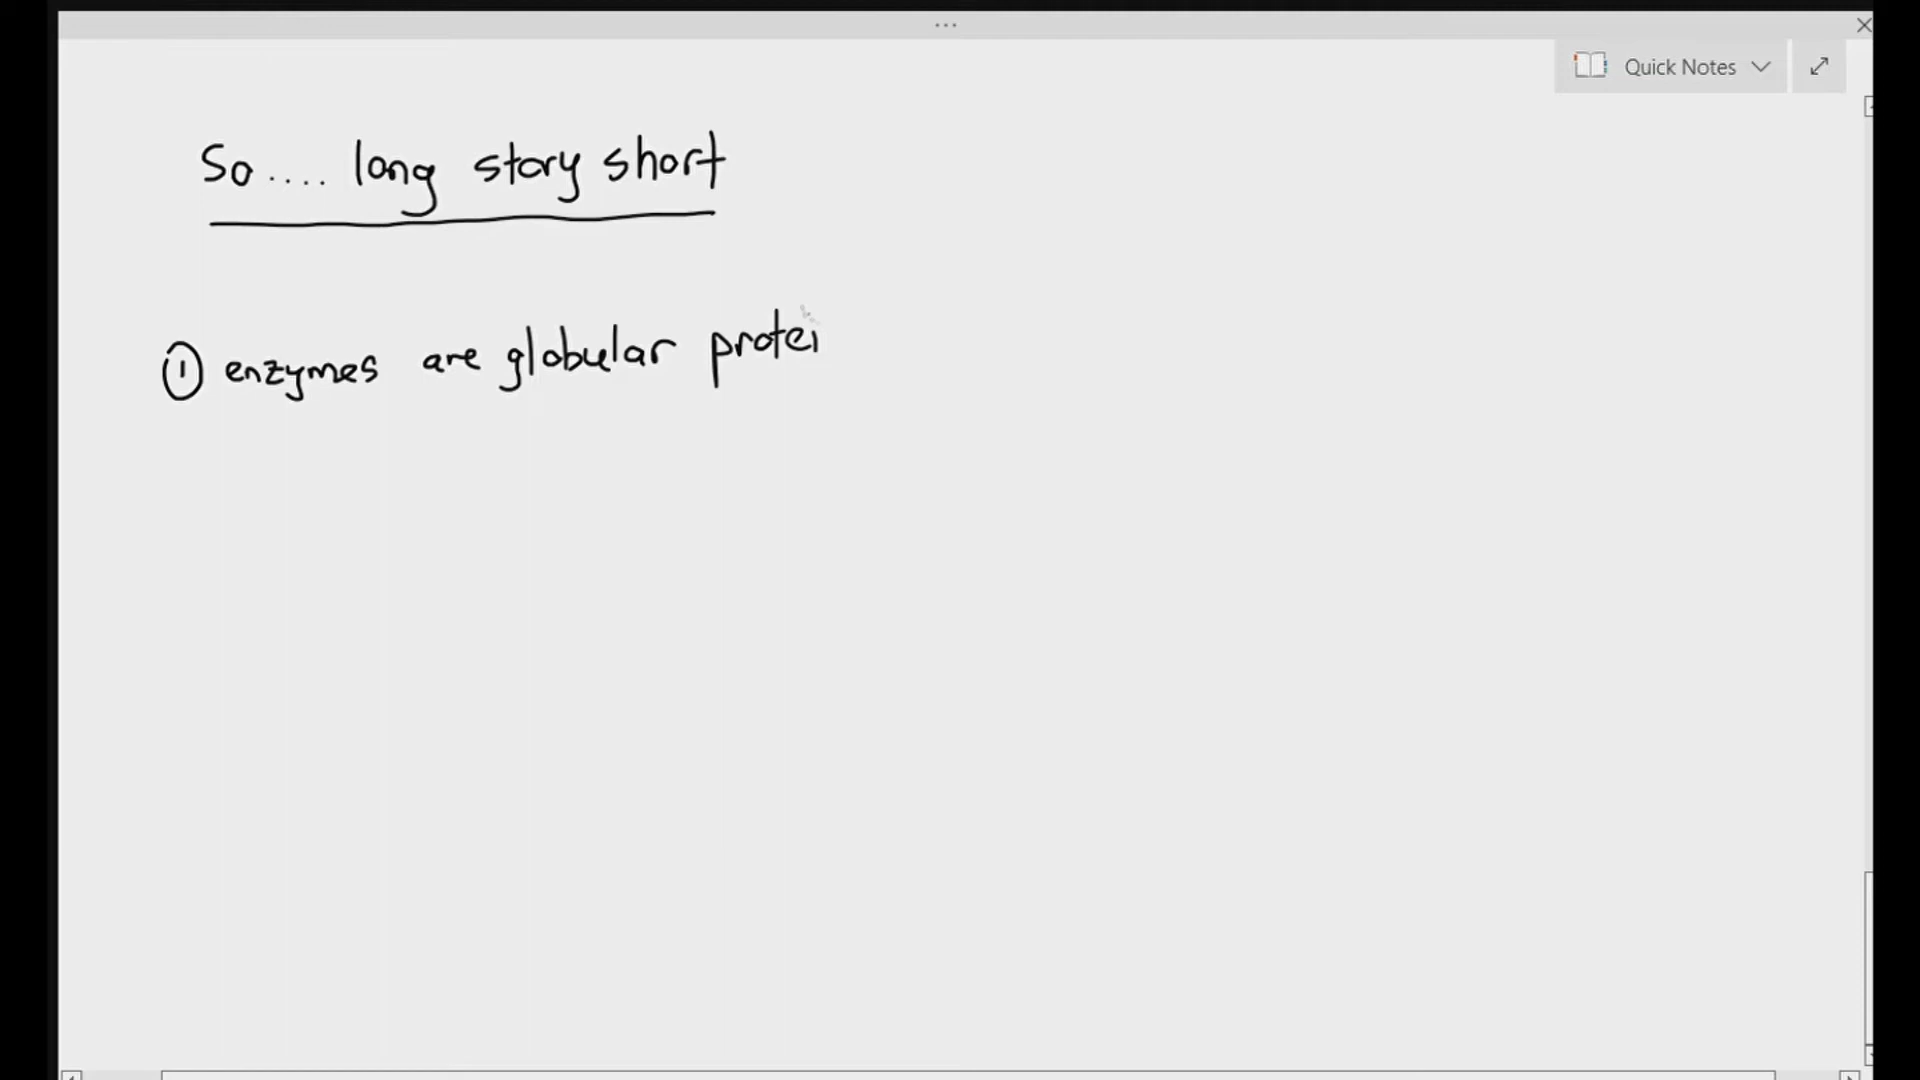 ...
Quick Notes
So.... long story short
① enzymes are globular protei